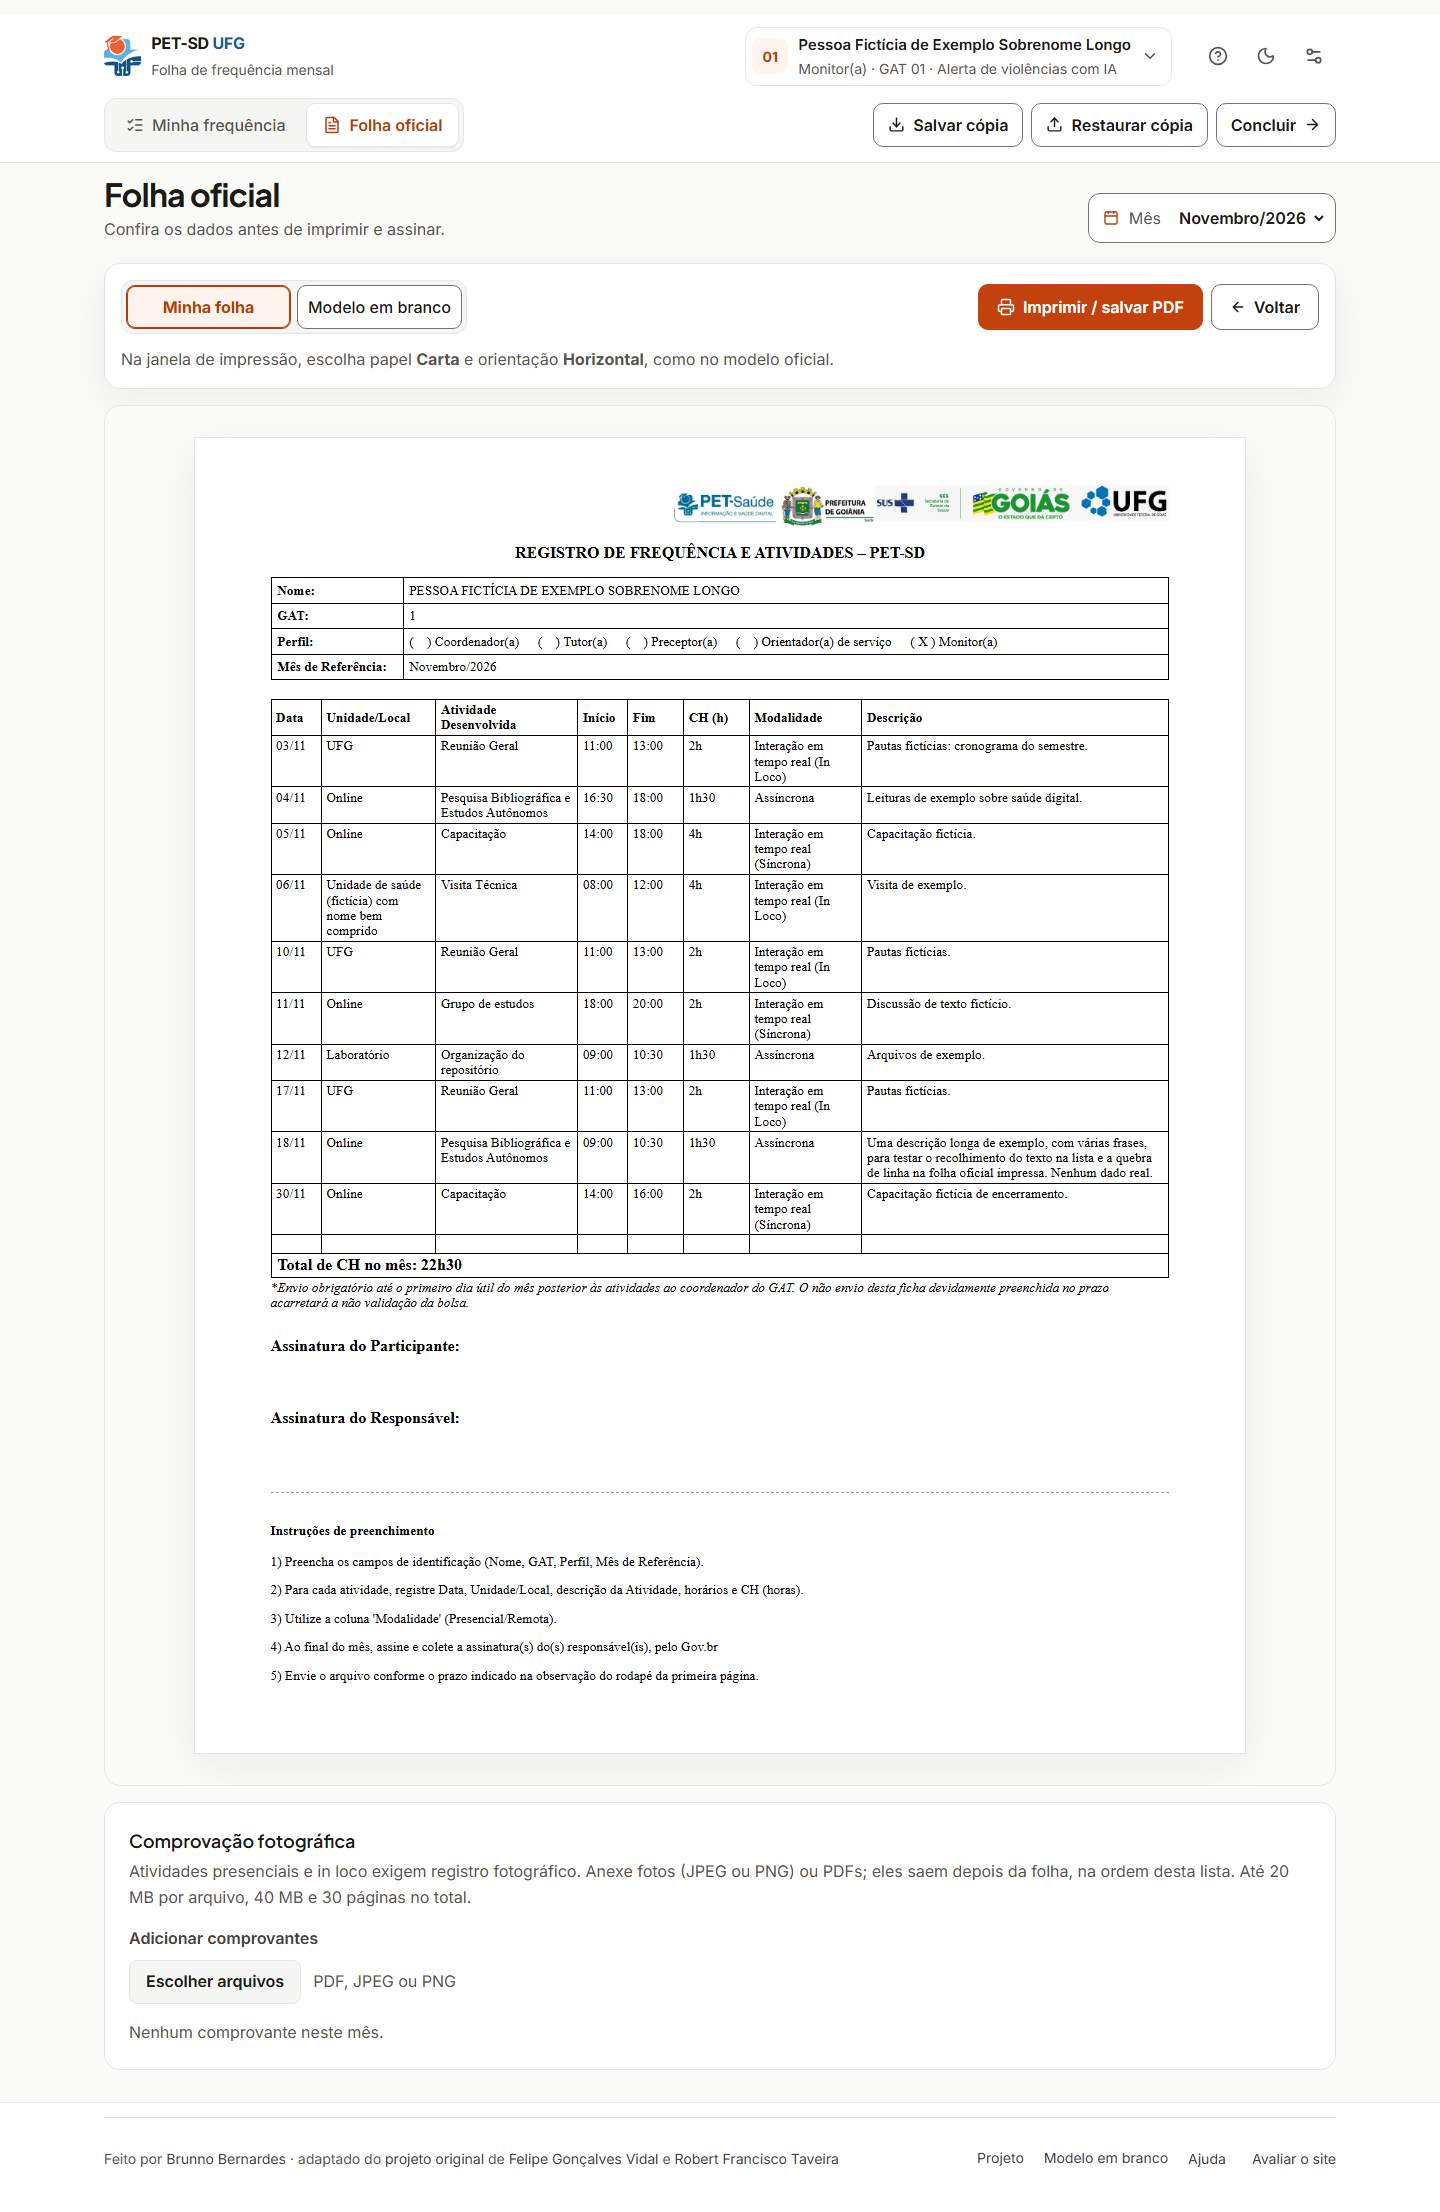 PET-SD UFG
Folha de frequência mensal
01
Pessoa Fictícia de Exemplo Sobrenome Longo
Monitor(a) · GAT 01 · Alerta de violências com IA
Minha frequência
Folha oficial
Salvar cópia
Restaurar cópia
Concluir
Folha oficial
Confira os dados antes de imprimir e assinar.
Mês Novembro/2026
Minha folha
Modelo em branco
Imprimir / salvar PDF
Voltar
Na janela de impressão, escolha papel Carta e orientação Horizontal, como no modelo oficial.
PET-Saúde
INFORMAÇÃO E SAÚDE DIGITAL
PREFEITURA
DE GOIÂNIA
SUS
SES
GOIÁS
O ESTADO QUE DÁ CERTO
UFG
REGISTRO DE FREQUÊNCIA E ATIVIDADES – PET-SD
Nome: PESSOA FICTÍCIA DE EXEMPLO SOBRENOME LONGO
GAT: 1
Perfil: ( ) Coordenador(a) ( ) Tutor(a) ( ) Preceptor(a) ( ) Orientador(a) de serviço ( X ) Monitor(a)
Mês de Referência: Novembro/2026
Data Unidade/Local Atividade Desenvolvida Início Fim CH (h) Modalidade Descrição
03/11 UFG Reunião Geral 11:00 13:00 2h Interação em tempo real (In Loco) Pautas fictícias: cronograma do semestre.
04/11 Online Pesquisa Bibliográfica e Estudos Autônomos 16:30 18:00 1h30 Assíncrona Leituras de exemplo sobre saúde digital.
05/11 Online Capacitação 14:00 18:00 4h Interação em tempo real (Síncrona) Capacitação fictícia.
06/11 Unidade de saúde (fictícia) com nome bem comprido Visita Técnica 08:00 12:00 4h Interação em tempo real (In Loco) Visita de exemplo.
10/11 UFG Reunião Geral 11:00 13:00 2h Interação em tempo real (In Loco) Pautas fictícias.
11/11 Online Grupo de estudos 18:00 20:00 2h Interação em tempo real (Síncrona) Discussão de texto fictício.
12/11 Laboratório Organização do repositório 09:00 10:30 1h30 Assíncrona Arquivos de exemplo.
17/11 UFG Reunião Geral 11:00 13:00 2h Interação em tempo real (In Loco) Pautas fictícias.
18/11 Online Pesquisa Bibliográfica e Estudos Autônomos 09:00 10:30 1h30 Assíncrona Uma descrição longa de exemplo, com várias frases, para testar o recolhimento do texto na lista e a quebra de linha na folha oficial impressa. Nenhum dado real.
30/11 Online Capacitação 14:00 16:00 2h Interação em tempo real (Síncrona) Capacitação fictícia de encerramento.
Total de CH no mês: 22h30
*Envio obrigatório até o primeiro dia útil do mês posterior às atividades ao coordenador do GAT. O não envio desta ficha devidamente preenchida no prazo
acarretará a não validação da bolsa.
Assinatura do Participante:
Assinatura do Responsável:
Instruções de preenchimento
1) Preencha os campos de identificação (Nome, GAT, Perfil, Mês de Referência).
2) Para cada atividade, registre Data, Unidade/Local, descrição da Atividade, horários e CH (horas).
3) Utilize a coluna 'Modalidade' (Presencial/Remota).
4) Ao final do mês, assine e colete a assinatura(s) do(s) responsável(is), pelo Gov.br
5) Envie o arquivo conforme o prazo indicado na observação do rodapé da primeira página.
Comprovação fotográfica
Atividades presenciais e in loco exigem registro fotográfico. Anexe fotos (JPEG ou PNG) ou PDFs; eles saem depois da folha, na ordem desta lista. Até 20
MB por arquivo, 40 MB e 30 páginas no total.
Adicionar comprovantes
Escolher arquivos
PDF, JPEG ou PNG
Nenhum comprovante neste mês.
Feito por Brunno Bernardes · adaptado do projeto original de Felipe Gonçalves Vidal e Robert Francisco Taveira
Projeto
Modelo em branco
Ajuda
Avaliar o site